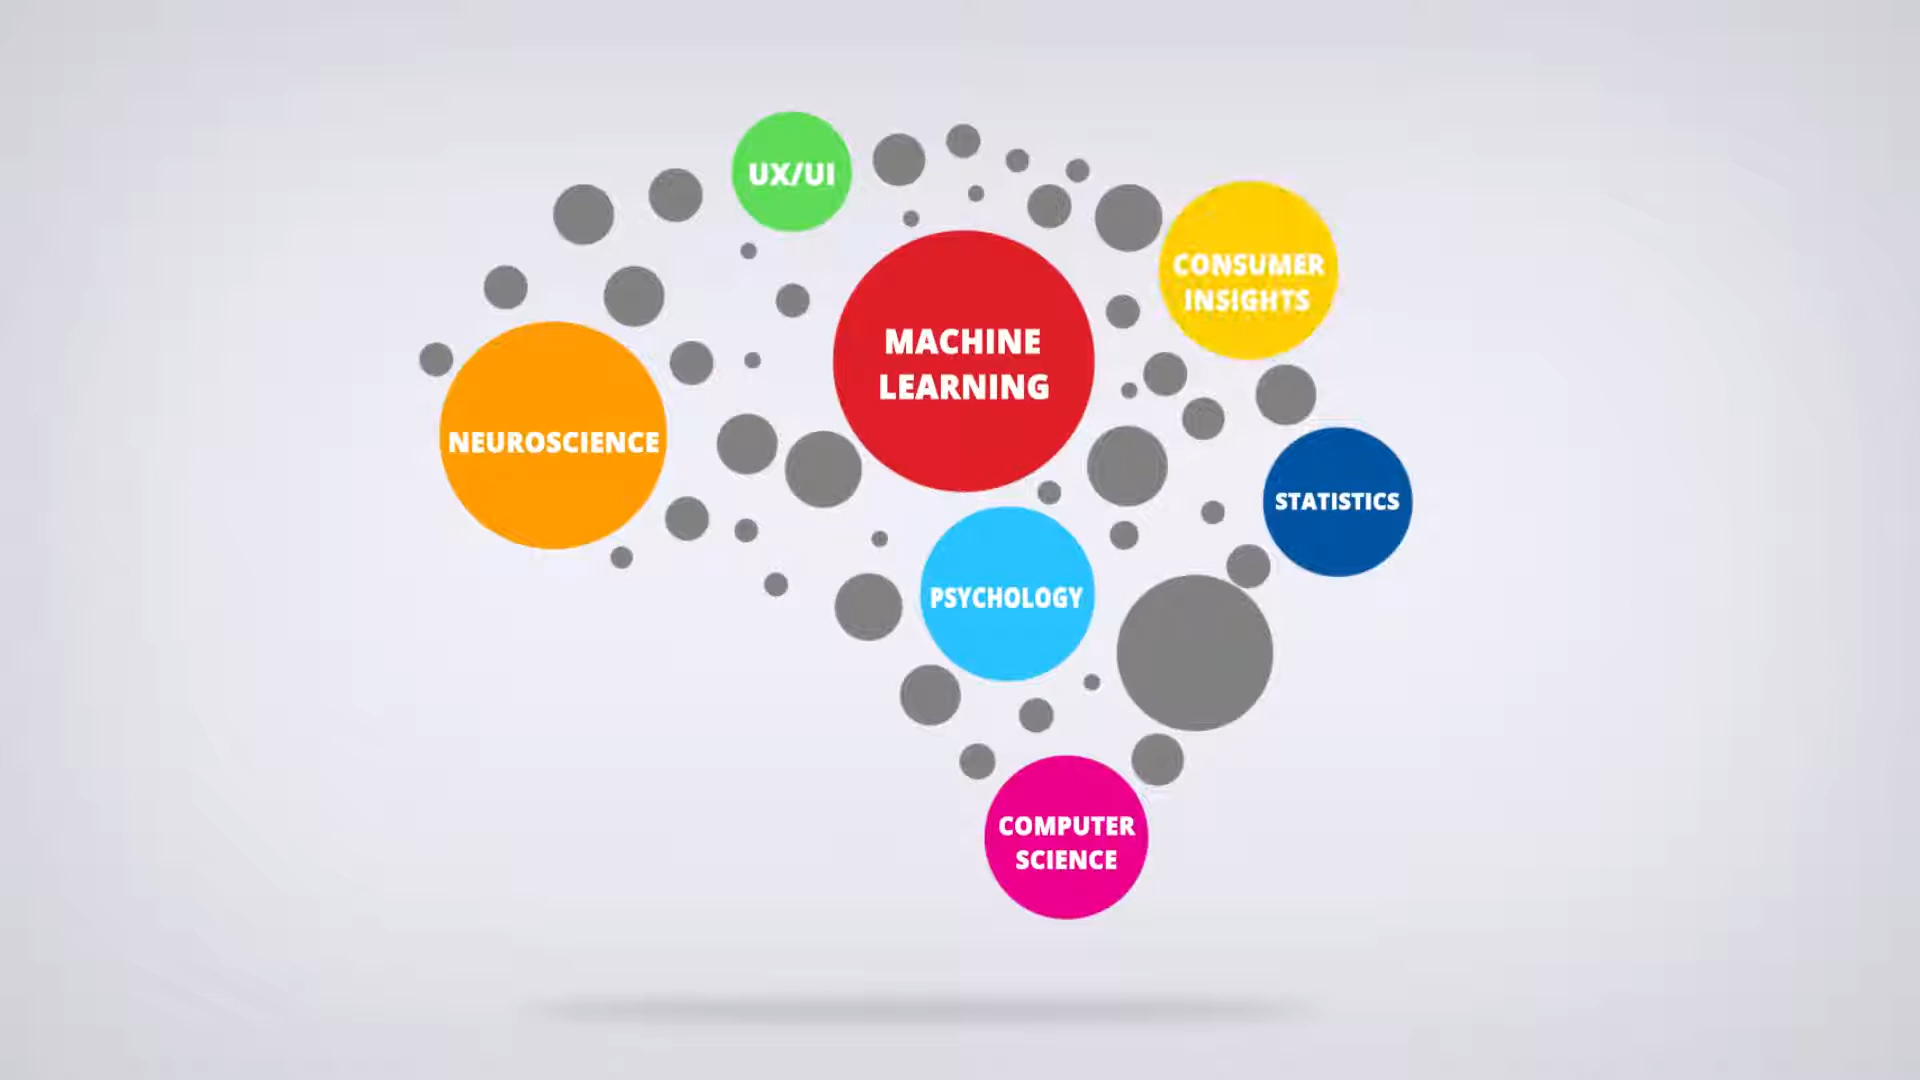 UX/UI
CONSUMER
INSIGHTS
MACHINE
LEARNING
NEUROSCIENCE
STATISTICS
PSYCHOLOGY
COMPUTER
SCIENCE